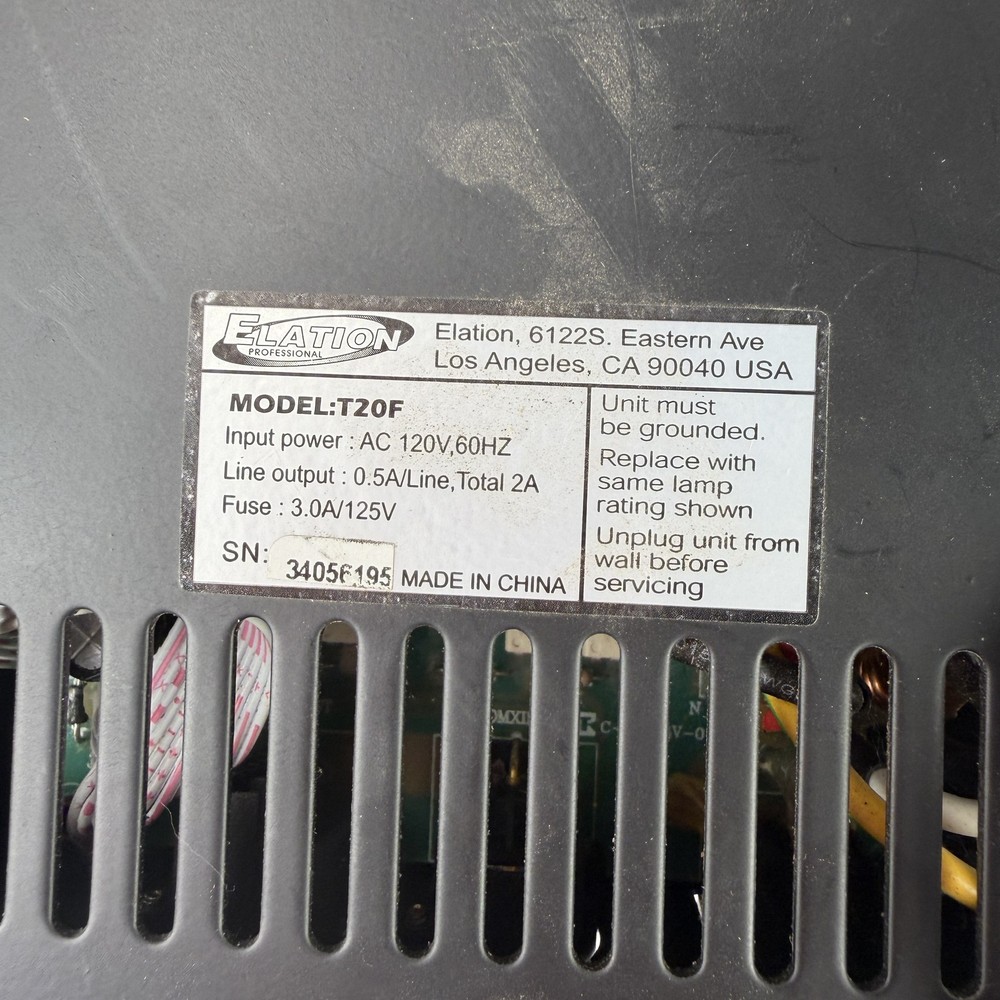 ELATION
PROFESSIONAL
Elation, 6122S. Eastern Ave
Los Angeles, CA 90040 USA
MODEL:T20F
Input power : AC 120V,60HZ
Line output : 0.5A/Line,Total 2A
Fuse : 3.0A/125V
SN: 34056195
MADE IN CHINA
Unit must
be grounded.
Replace with
same lamp
rating shown
Unplug unit from
wall before
servicing
N